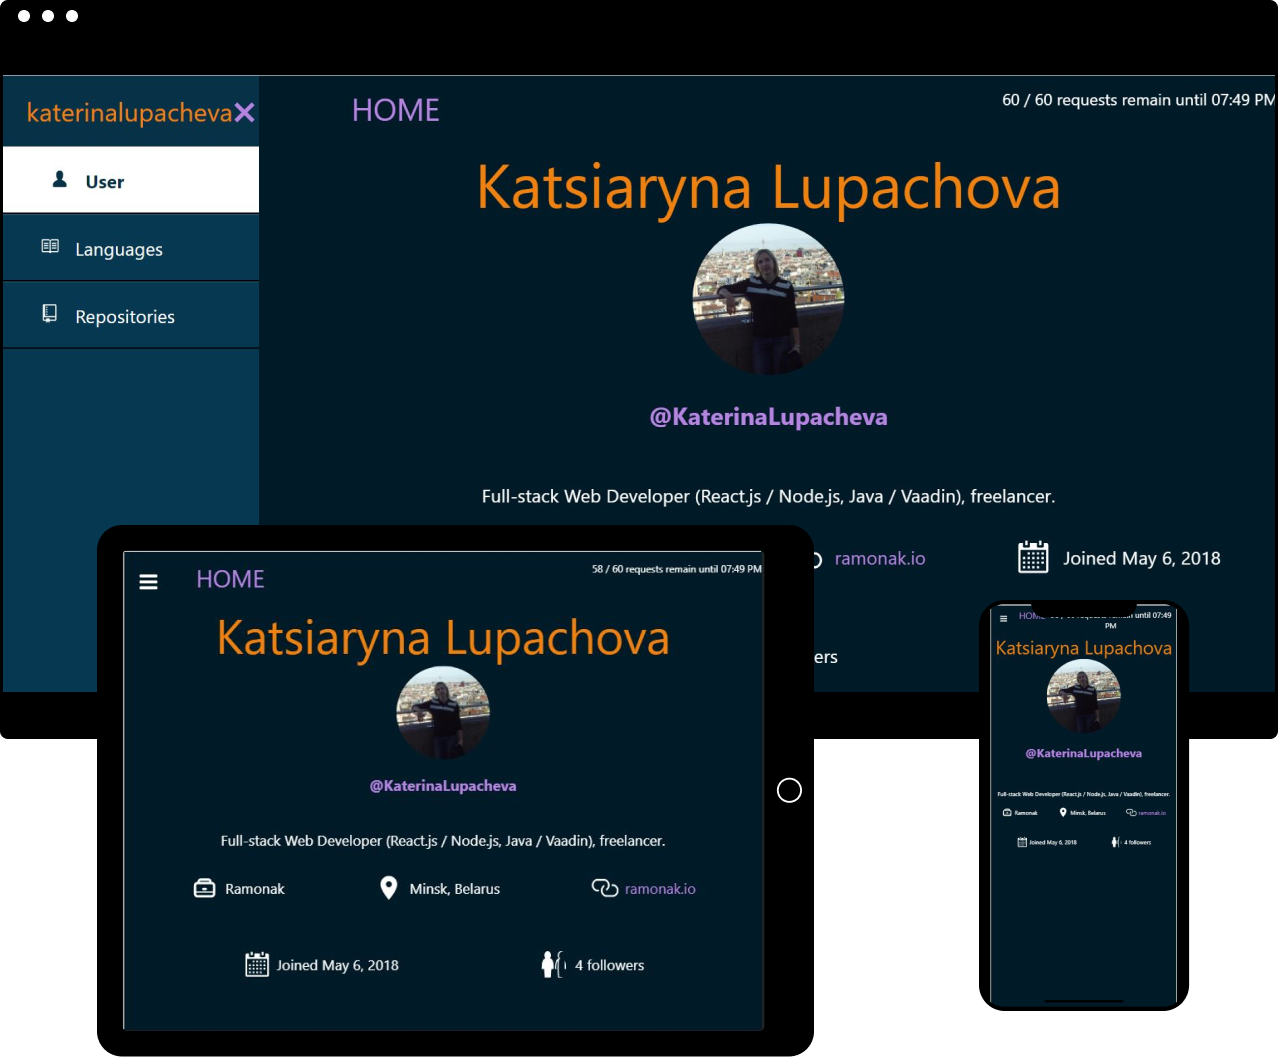 katerinalupacheva
HOME
60 / 60 requests remain until 07:49 PM
User
Languages
Repositories
Katsiaryna Lupachova
@KaterinaLupacheva
Full-stack Web Developer (React.js / Node.js, Java / Vaadin), freelancer.
ramonak.io
Joined May 6, 2018
ers
HOME
58 / 60 requests remain until 07:49 PM
Katsiaryna Lupachova
@KaterinaLupacheva
Full-stack Web Developer (React.js / Node.js, Java / Vaadin), freelancer.
Ramonak
Minsk, Belarus
ramonak.io
Joined May 6, 2018
4 followers
HOME
until 07:49
PM
Katsiaryna Lupachova
@KaterinaLupacheva
Full-stack Web Developer (React.js / Node.js, Java / Vaadin), freelancer.
Ramonak
Minsk, Belarus
ramonak.io
Joined May 6, 2018
4 followers